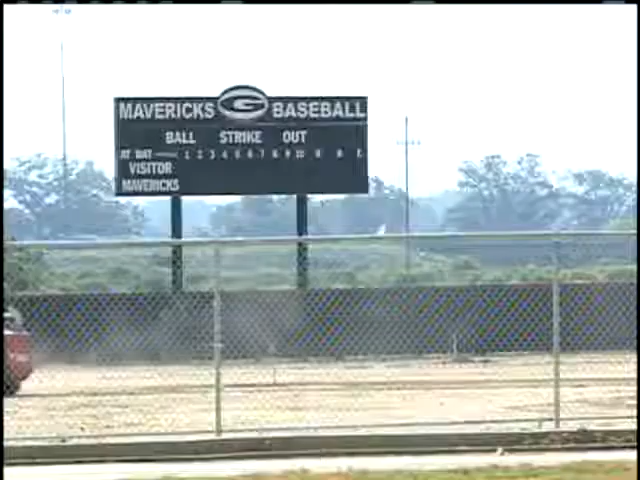 MAVERICKS G BASEBALL
BALL STRIKE OUT
AT BAT 1 2 3 4 5 6 7 8 9 10
VISITOR
MAVERICKS